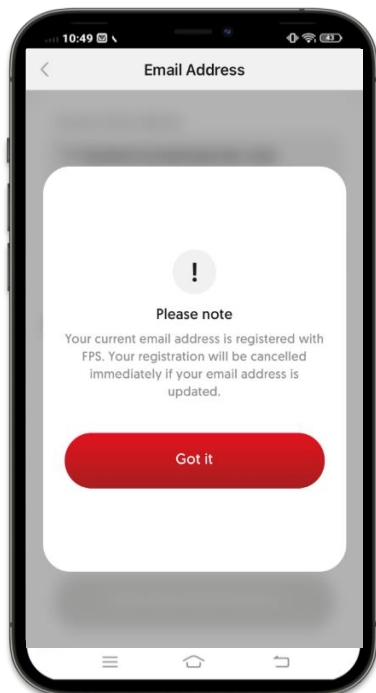 10:49
43
Email Address
!
Please note
Your current email address is registered with
FPS. Your registration will be cancelled
immediately if your email address is
updated.
Got it